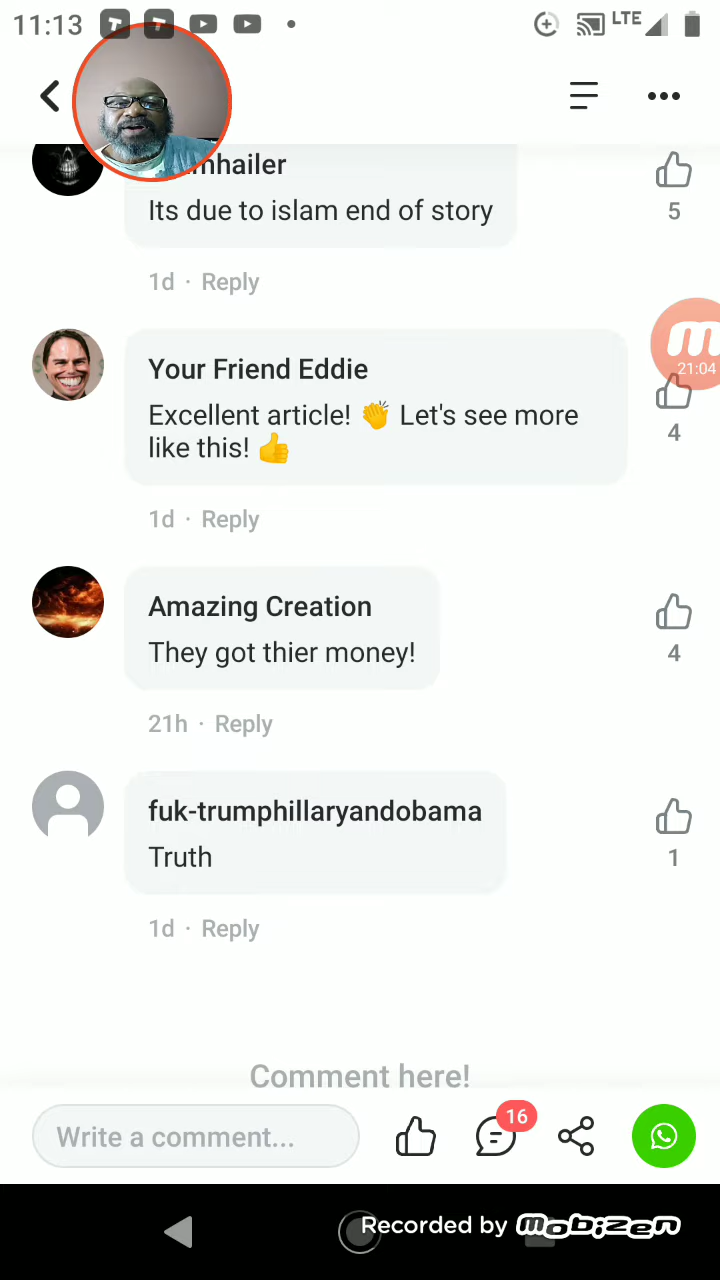 11:13
LTE
mhailer
Its due to islam end of story
5
1d · Reply
21:04
Your Friend Eddie
Excellent article! 👏 Let's see more
like this! 👍
4
1d · Reply
Amazing Creation
They got thier money!
4
21h · Reply
fuk-trumphillaryandobama
Truth
1
1d · Reply
Comment here!
Write a comment...
16
Recorded by mobizen